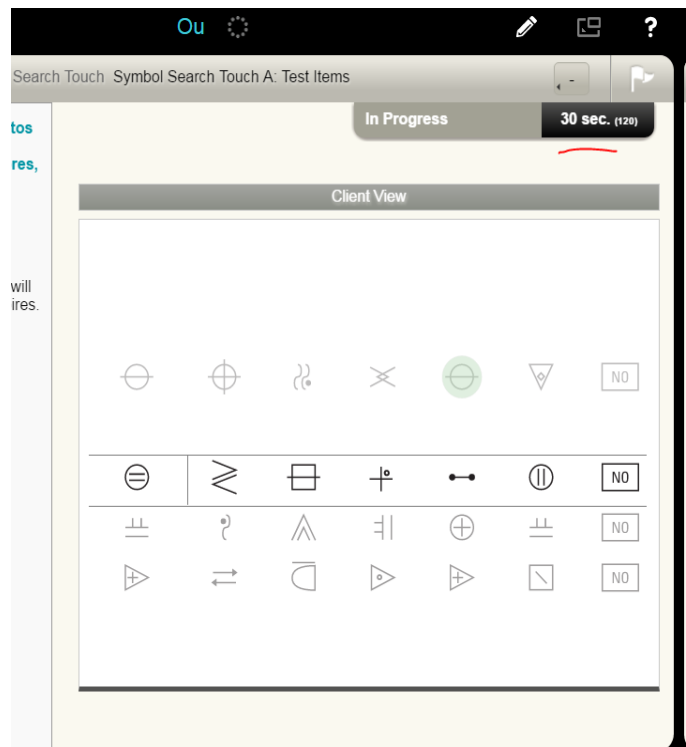 Ou
?
Search Touch Symbol Search Touch A: Test Items
-
tos
In Progress
30 sec. (120)
res,
Client View
will
ires.
NO
NO
NO
NO